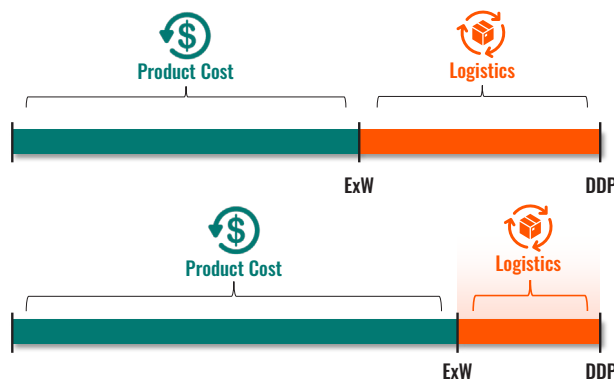 $
Product Cost
Logistics
ExW
DDP
$
Product Cost
Logistics
ExW
DDP